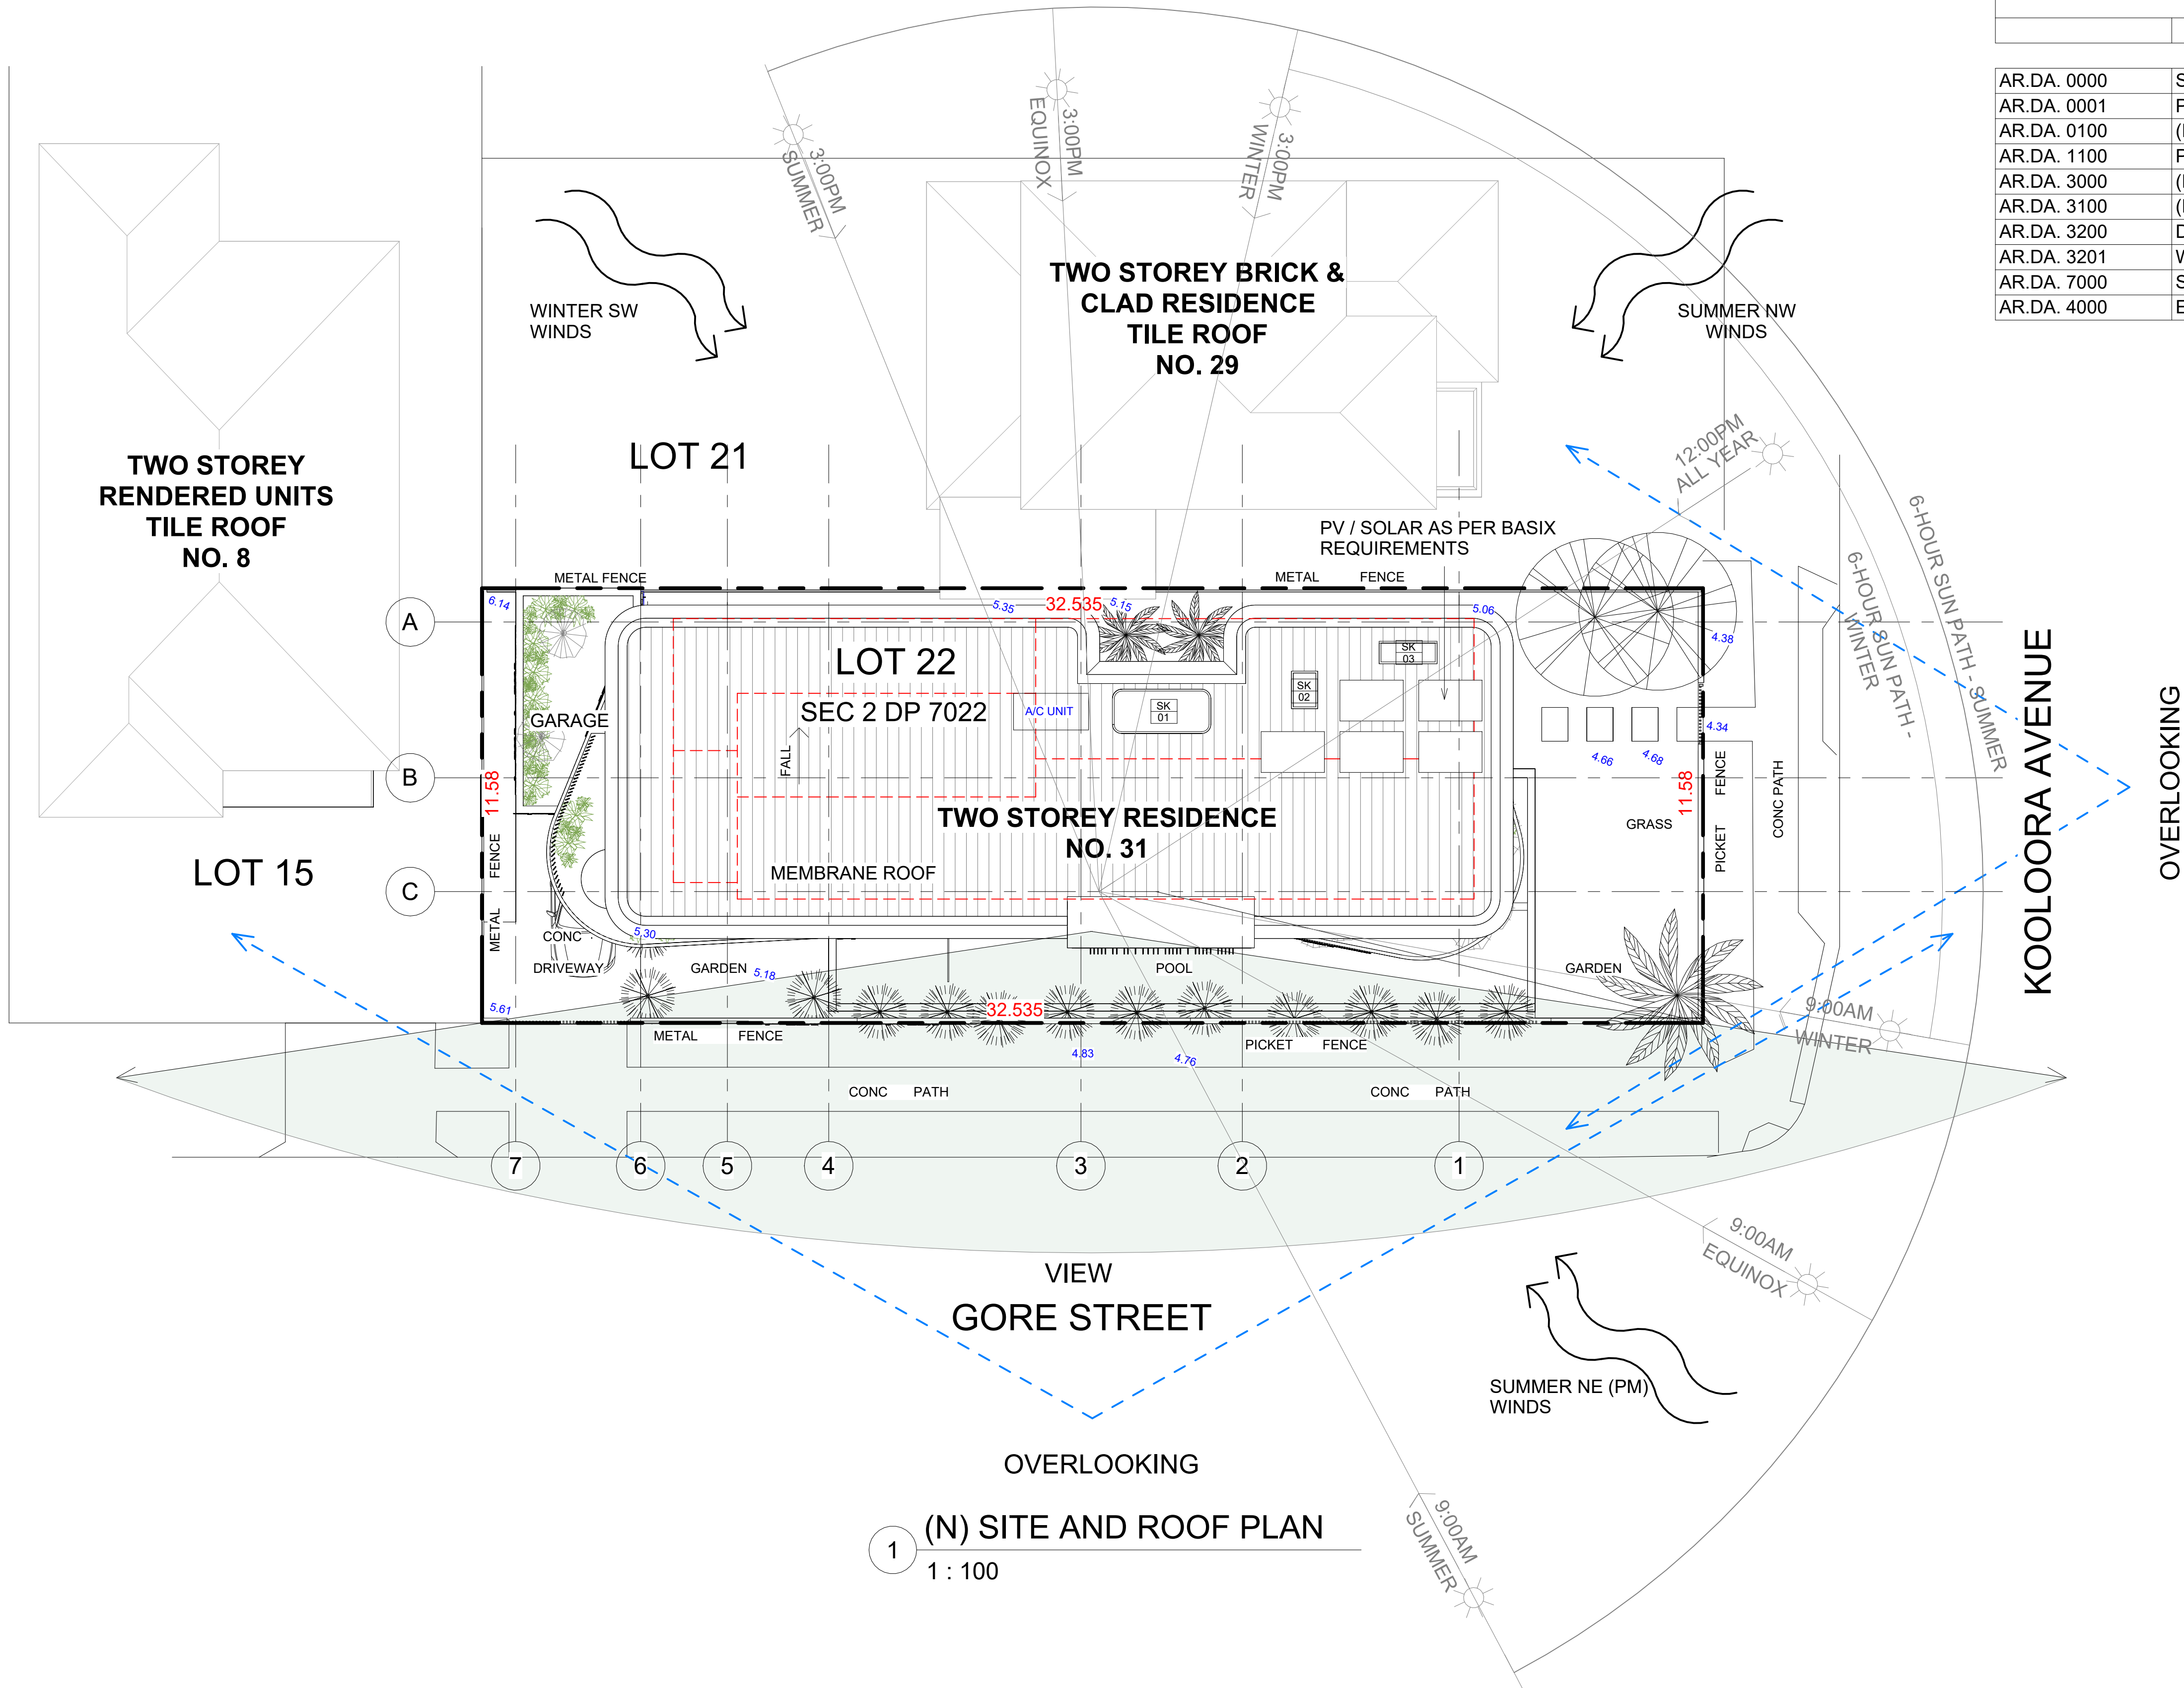 AR.DA. 0000
AR.DA. 0001
AR.DA. 0100
AR.DA. 1100
AR.DA. 3000
AR.DA. 3100
AR.DA. 3200
AR.DA. 3201
AR.DA. 7000
AR.DA. 4000
3:00PM
SUMMER
3:00PM
EQUINOX
3:00PM
WINTER
WINTER SW
WINDS
TWO STOREY BRICK &
CLAD RESIDENCE
TILE ROOF
NO. 29
SUMMER NW
WINDS
12:00PM
ALL YEAR
6-HOUR SUN PATH -
WINTER
6-HOUR SUN PATH - SUMMER
TWO STOREY
RENDERED UNITS
TILE ROOF
NO. 8
LOT 21
PV / SOLAR AS PER BASIX
REQUIREMENTS
METAL FENCE
METAL FENCE
6.14
5.35
32.535
5.15
5.06
4.38
A
LOT 22
SEC 2 DP 7022
SK
03
SK
02
SK
01
A/C UNIT
GARAGE
FALL
4.34
4.66
4.68
B
11.58
11.58
TWO STOREY RESIDENCE
NO. 31
GRASS
PICKET FENCE
CONC PATH
KOOLOORA AVENUE
OVERLOOKING
LOT 15
METAL FENCE
MEMBRANE ROOF
C
CONC
DRIVEWAY
5.30
GARDEN
5.18
POOL
GARDEN
5.61
32.535
9:00AM
WINTER
METAL FENCE
4.83
4.76
PICKET FENCE
CONC PATH
CONC PATH
7
6
5
4
3
2
1
VIEW
GORE STREET
9:00AM
EQUINOX
SUMMER NE (PM)
WINDS
OVERLOOKING
9:00AM
SUMMER
1
(N) SITE AND ROOF PLAN
1 : 100